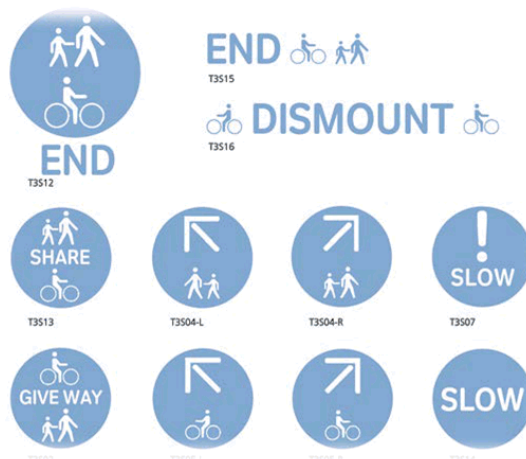 END
T3S12
END
T3S15
DISMOUNT
T3S16
SHARE
T3S13
T3S04-L
T3S04-R
SLOW
T3S07
GIVE WAY
SLOW